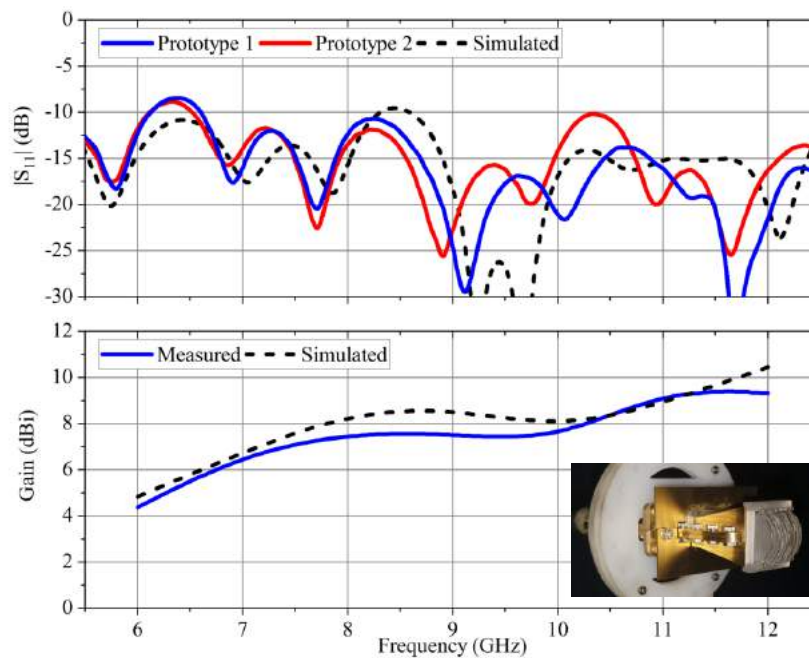 0
-5
-10
-15
-20
-25
-30
|S₁₁| (dB)
Prototype 1 Prototype 2 Simulated
12
10
8
6
4
2
0
Gain (dBi)
Measured Simulated
6 7 8 9 10 11 12
Frequency (GHz)